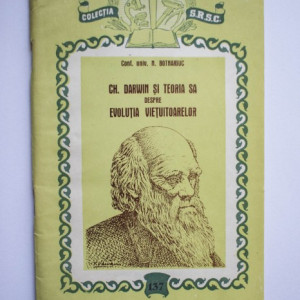 COLECȚIA
S.R.S.C.
Conf. univ. N. BOTNARIUC
CH. DARWIN ȘI TEORIA SA
DESPRE
EVOLUȚIA VIEȚUITOARELOR
137